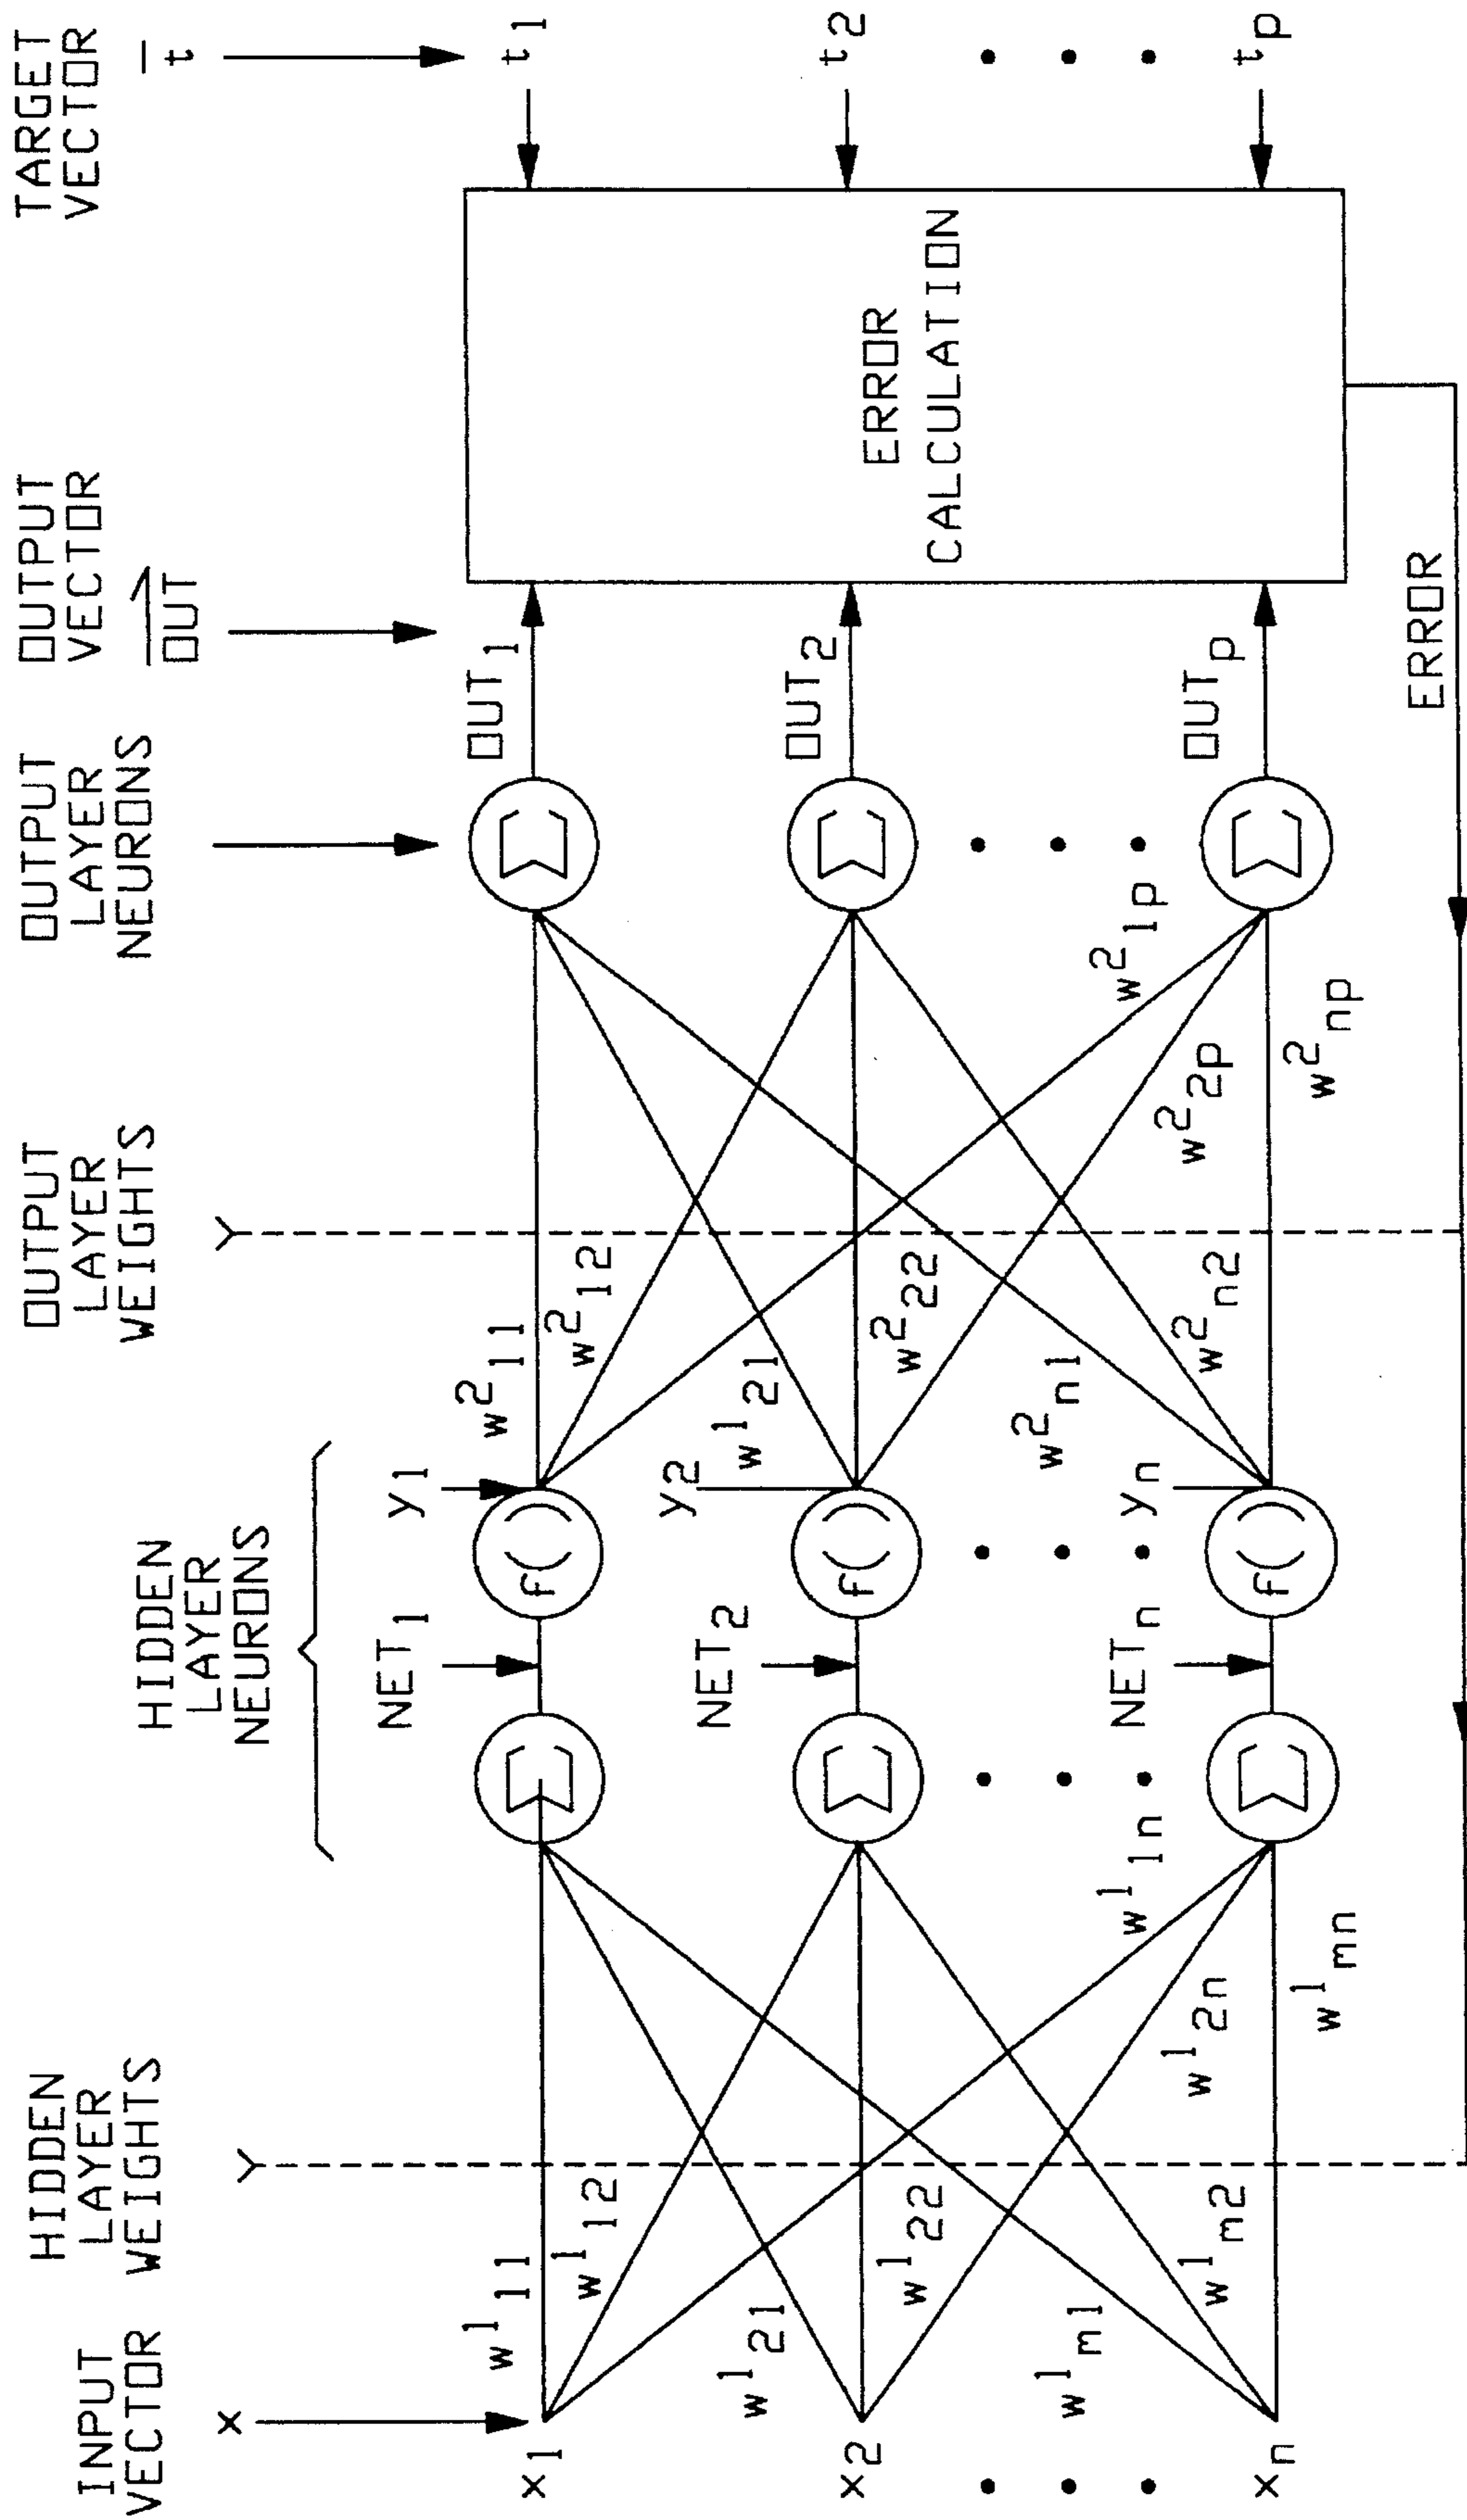 INPUT
VECTOR
x
HIDDEN
LAYER
WEIGHTS
HIDDEN
LAYER
NEURONS
OUTPUT
LAYER
WEIGHTS
OUTPUT
LAYER
NEURONS
OUTPUT
VECTOR
OUT
TARGET
VECTOR
t
x1
w¹11
w¹12
NET1
Σ
f()
y1
w²11
w²12
Σ
OUT1
t1
w¹21
x2
w¹22
NET2
Σ
f()
y2
w¹21
w²22
Σ
OUT2
t2
ERROR
CALCULATION
w¹m1
w¹m2
w¹1n
w¹2n
w¹mn
xn
NETn
Σ
f()
yn
w²n1
w²n2
w²1p
w²2p
w²np
Σ
OUTp
tp
ERROR